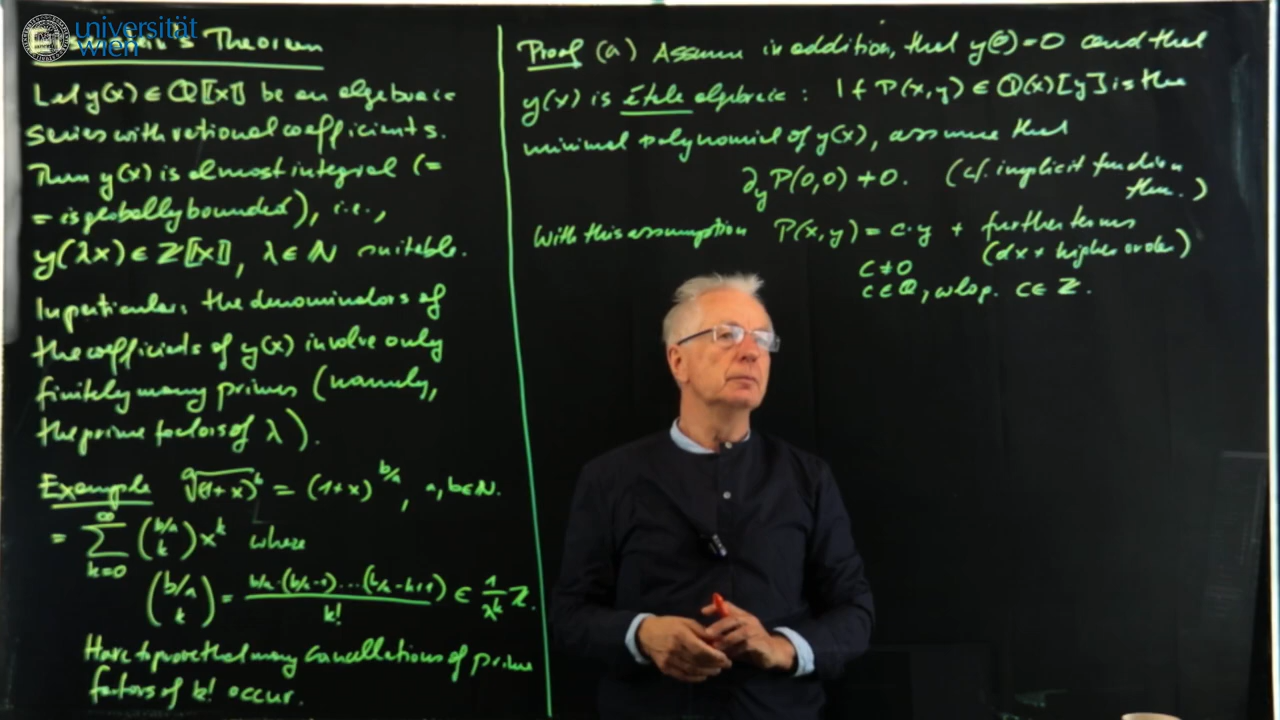 universität
wien
Eisenstein's Theorem
Let y(x) ∈ ℚ[[x]] be an algebraic
series with rational coefficients.
Then y(x) is almost integral (=
= is globally bounded), i.e.,
y(λx) ∈ ℤ[[x]], λ ∈ ℕ suitable.
In particular: the denominators of
the coefficients of y(x) involve only
finitely many primes (namely,
the prime factors of λ).
Example ᵃ√(1+x)ᵇ = (1+x)^{b/a}, a, b ∈ ℕ.
= ∑_{k=0}^{∞} (b/a k) x^k where
(b/a k) = b/a·(b/a-1)...(b/a-k+1) / k! ∈ 1/λ^k ℤ.
Have to prove that many cancellations of prime
factors of k! occur.
Proof (a) Assume in addition, that y(0)=0 and that
y(x) is étale algebraic: If P(x,y) ∈ ℚ(x)[y] is the
minimal polynomial of y(x), assume that
∂_y P(0,0) ≠ 0. (cf. implicit function
thm.)
With this assumption P(x,y) = c·y + further terms
(dx + higher order)
c ≠ 0
c ∈ ℚ, wlog. c ∈ ℤ.